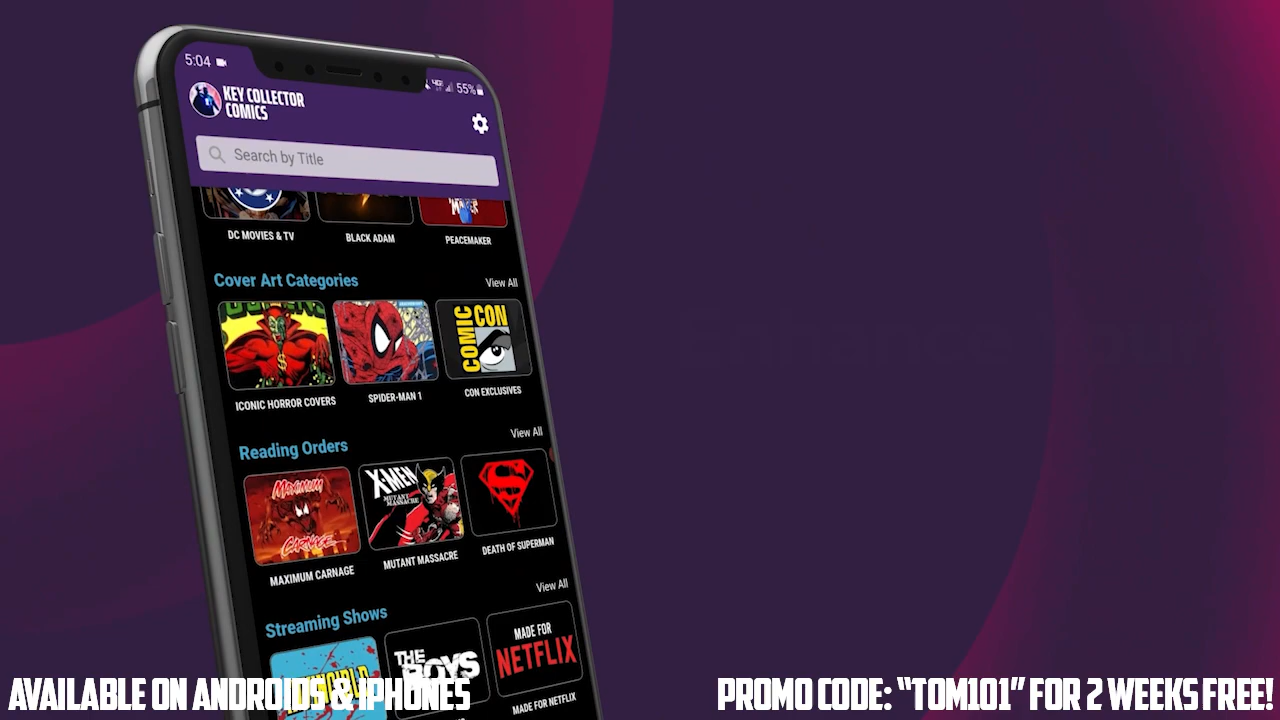 5:04
55%
KEY COLLECTOR
COMICS
Search by Title
DC MOVIES & TV
BLACK ADAM
PEACEMAKER
Cover Art Categories
View All
COMIC
CON
ICONIC HORROR COVERS
SPIDER-MAN 1
CON EXCLUSIVES
Reading Orders
View All
MAXIMUM
CARNAGE
X-MEN
MUTANT
MASSACRE
MAXIMUM CARNAGE
MUTANT MASSACRE
DEATH OF SUPERMAN
Streaming Shows
View All
THE
BOYS
MADE FOR
NETFLIX
MADE FOR NETFLIX
AVAILABLE ON ANDROIDS & IPHONES
PROMO CODE: “TOM101” FOR 2 WEEKS FREE!